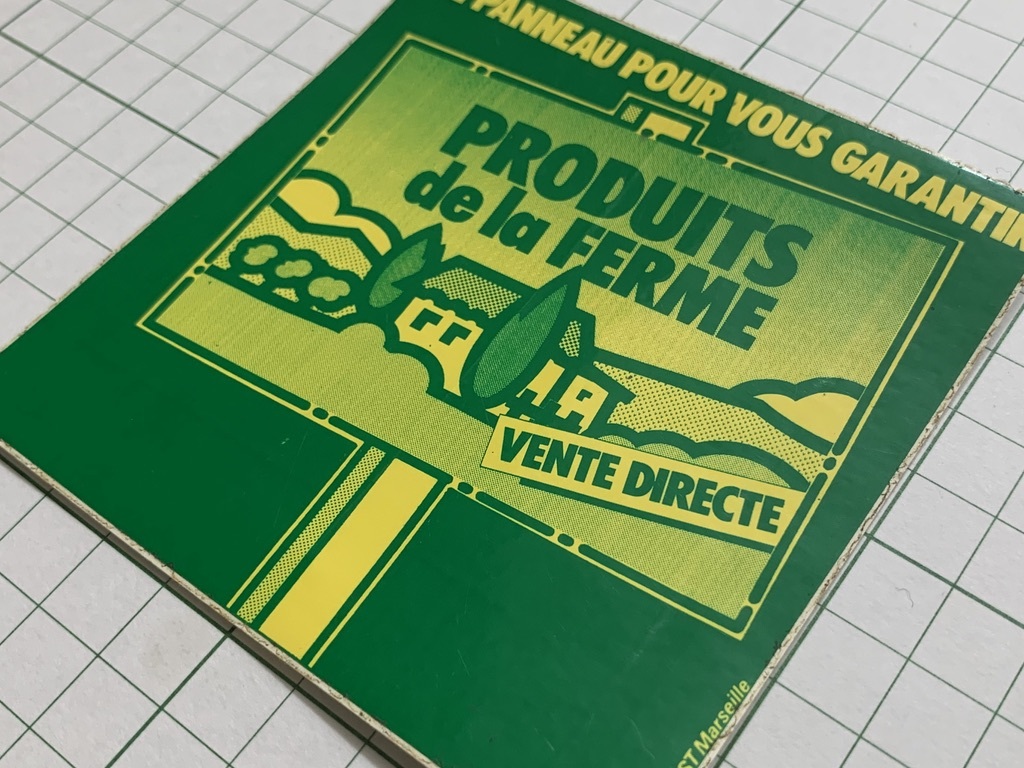 PANNEAU POUR VOUS GARANTIR
PRODUITS
de la FERME
VENTE DIRECTE
Marseille